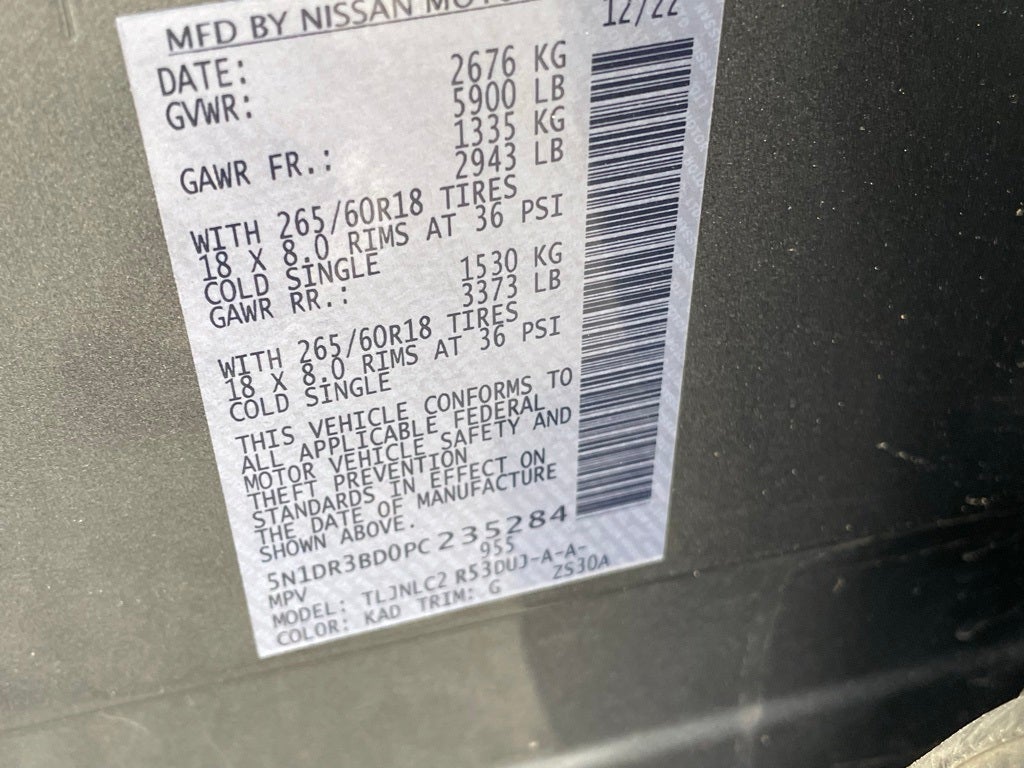 MFD BY NISSAN
DATE: 12/22
GVWR: 2676 KG
5900 LB
GAWR FR.: 1335 KG
2943 LB
WITH 265/60R18 TIRES
18 X 8.0 RIMS AT 36 PSI
COLD SINGLE
GAWR RR.: 1530 KG
3373 LB
WITH 265/60R18 TIRES
18 X 8.0 RIMS AT 36 PSI
COLD SINGLE
THIS VEHICLE CONFORMS TO
ALL APPLICABLE FEDERAL
MOTOR VEHICLE SAFETY AND
THEFT PREVENTION
STANDARDS IN EFFECT ON
THE DATE OF MANUFACTURE
SHOWN ABOVE.
5N1DR3BD0PC235284
MPV 955
MODEL: TLJNLC2 R53DUJ-A-A-
COLOR: KAD TRIM: G ZS30A